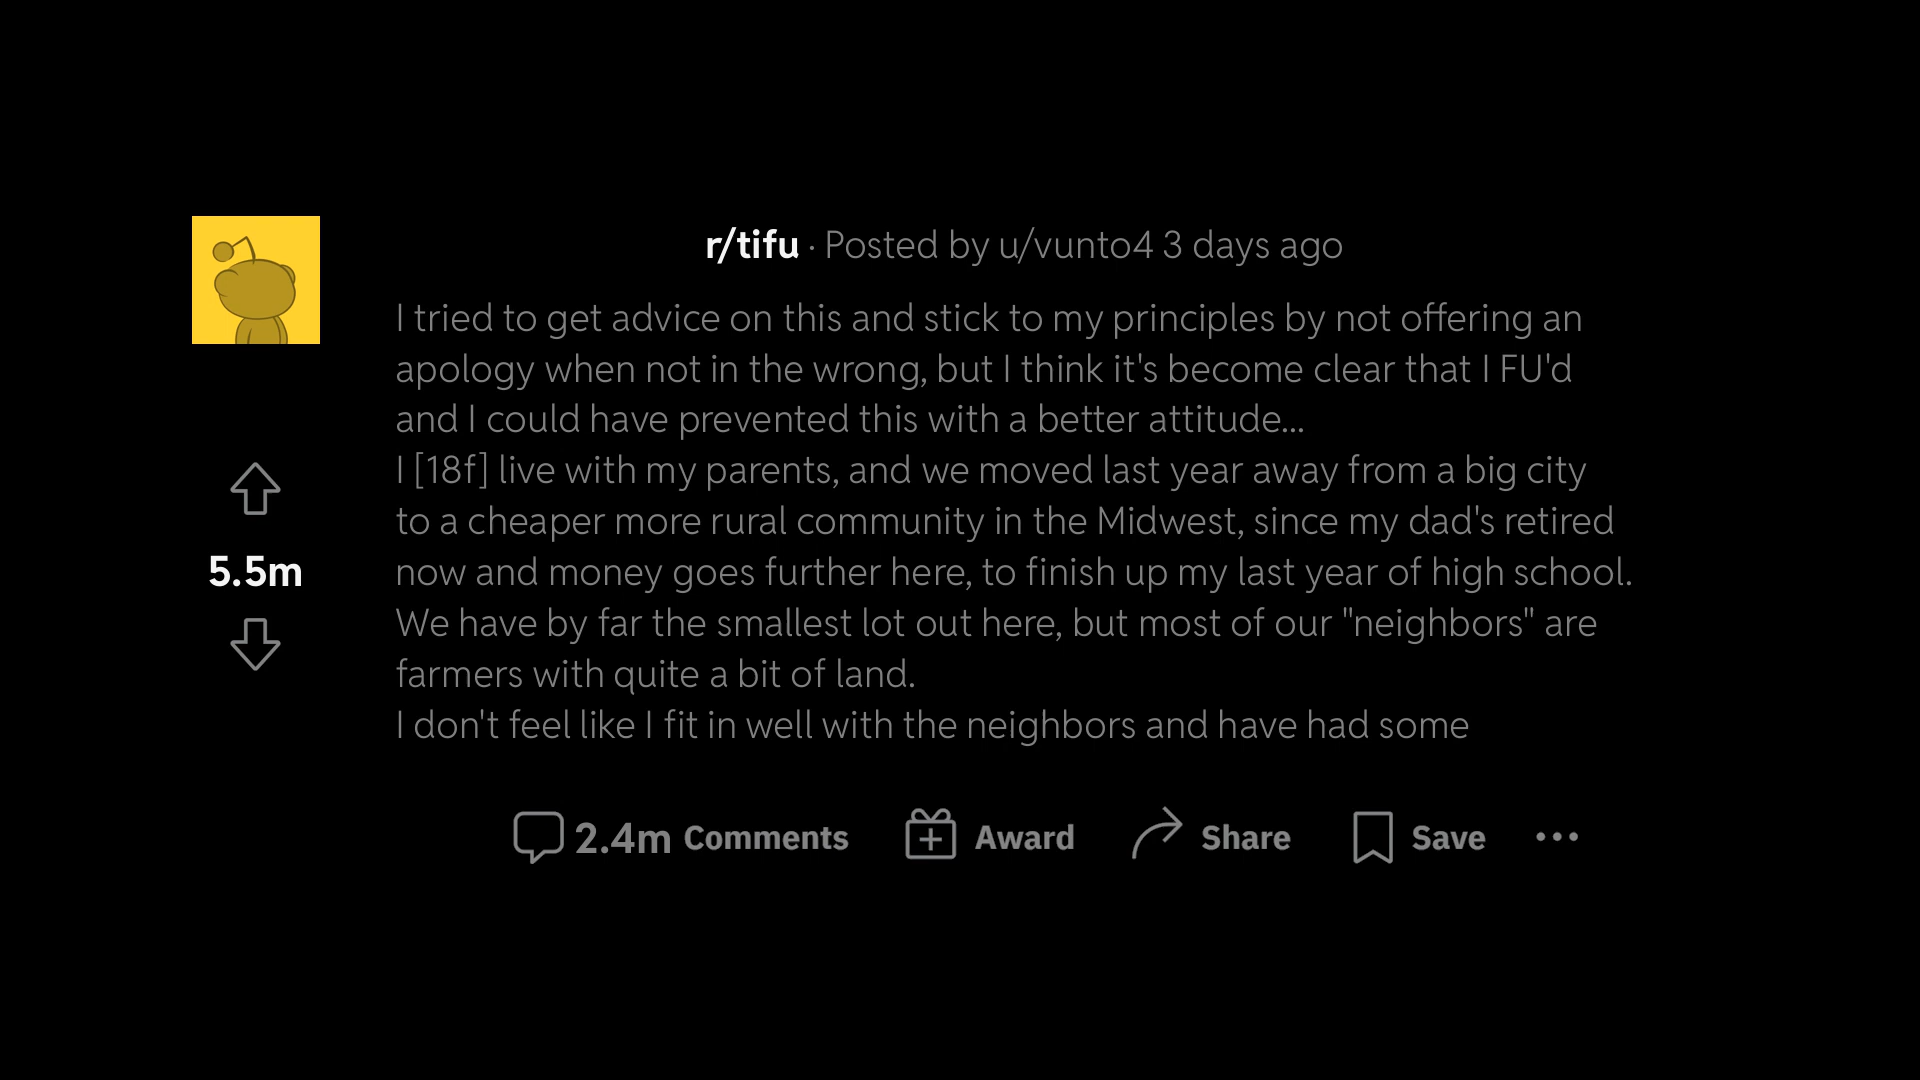 r/tifu · Posted by u/vunto4 3 days ago
I tried to get advice on this and stick to my principles by not offering an
apology when not in the wrong, but I think it's become clear that I FU'd
and I could have prevented this with a better attitude...
I [18f] live with my parents, and we moved last year away from a big city
to a cheaper more rural community in the Midwest, since my dad's retired
now and money goes further here, to finish up my last year of high school.
We have by far the smallest lot out here, but most of our "neighbors" are
farmers with quite a bit of land.
I don't feel like I fit in well with the neighbors and have had some
5.5m
2.4m Comments Award Share Save